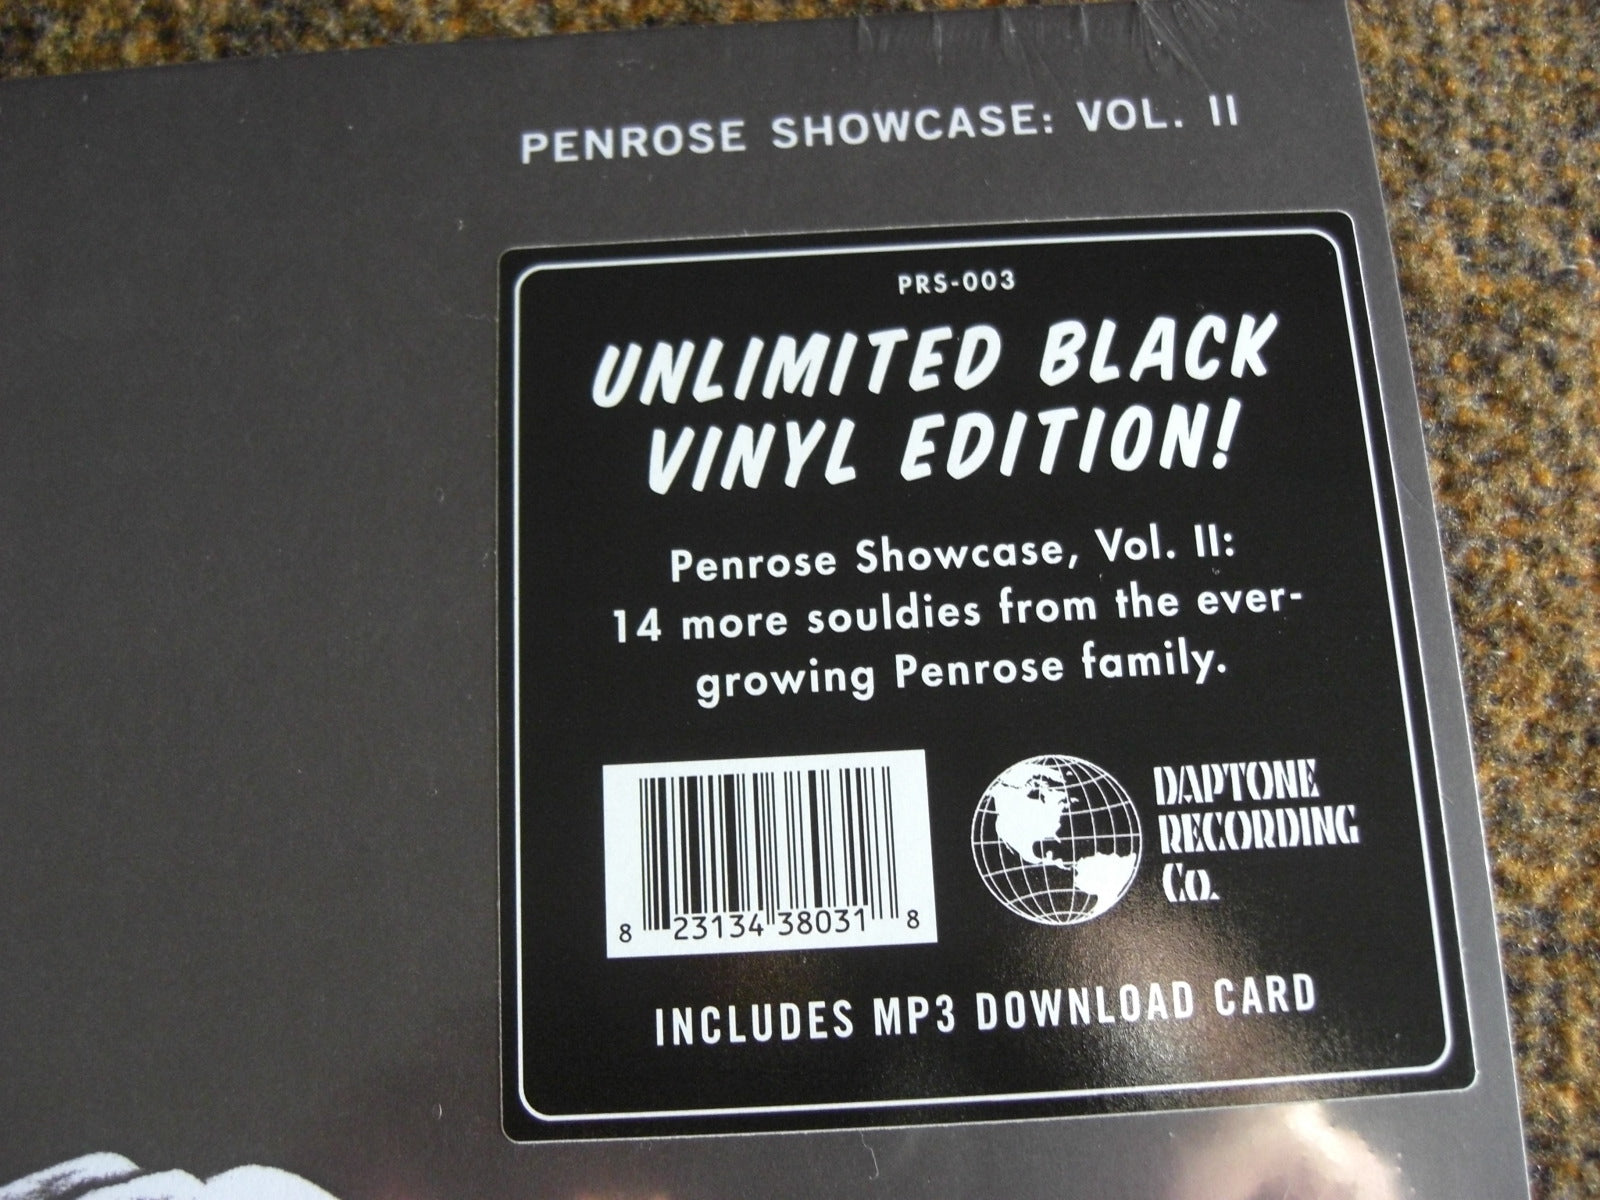 PENROSE SHOWCASE: VOL. II
PRS-003
UNLIMITED BLACK
VINYL EDITION!
Penrose Showcase, Vol. II:
14 more souldies from the ever-
growing Penrose family.
8 23134 38031 8
DAPTONE
RECORDING
Co.
INCLUDES MP3 DOWNLOAD CARD